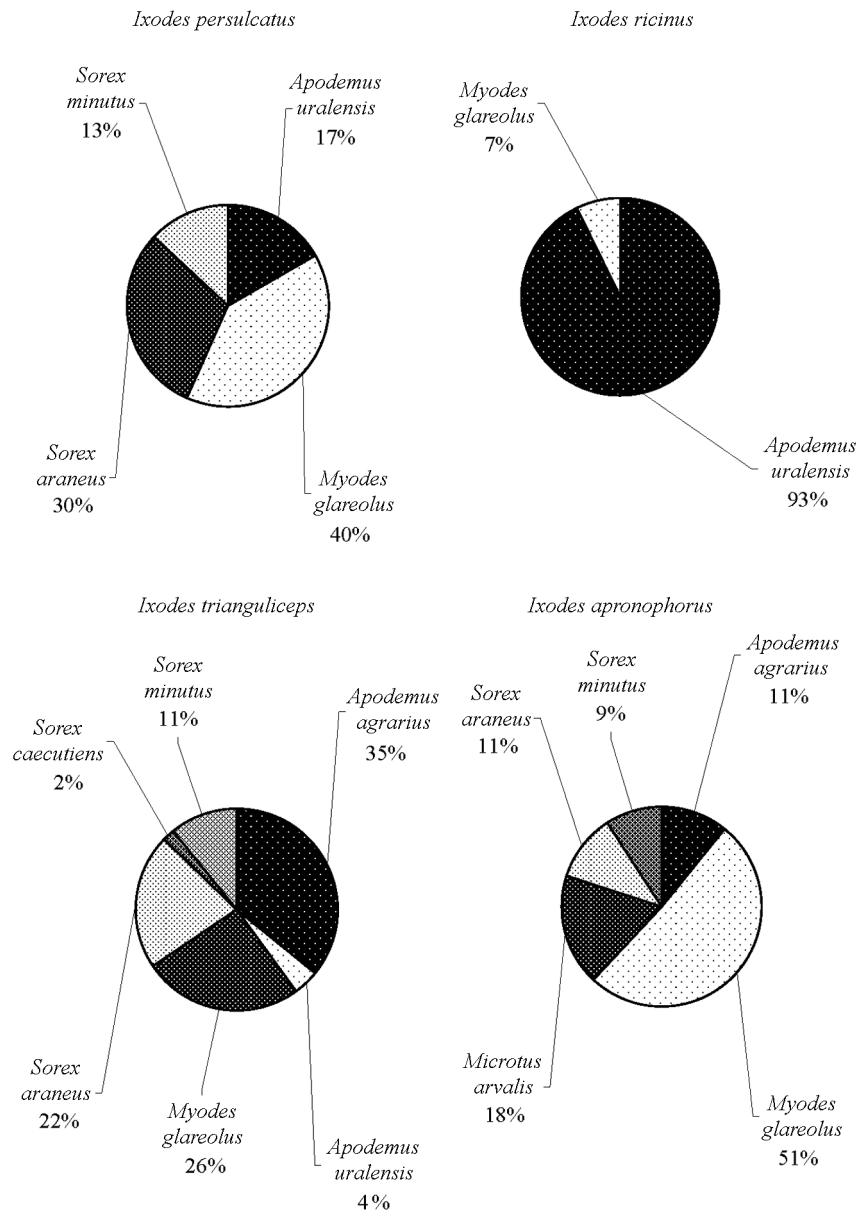 Ixodes persulcatus
Sorex
minutus
13%
Apodemus
uralensis
17%
Sorex
araneus
30%
Myodes
glareolus
40%
Ixodes ricinus
Myodes
glareolus
7%
Apodemus
uralensis
93%
Ixodes trianguliceps
Sorex
minutus
11%
Sorex
caecutiens
2%
Apodemus
agrarius
35%
Sorex
araneus
22%
Myodes
glareolus
26%
Apodemus
uralensis
4%
Ixodes apronophorus
Sorex
minutus
9%
Apodemus
agrarius
11%
Sorex
araneus
11%
Microtus
arvalis
18%
Myodes
glareolus
51%